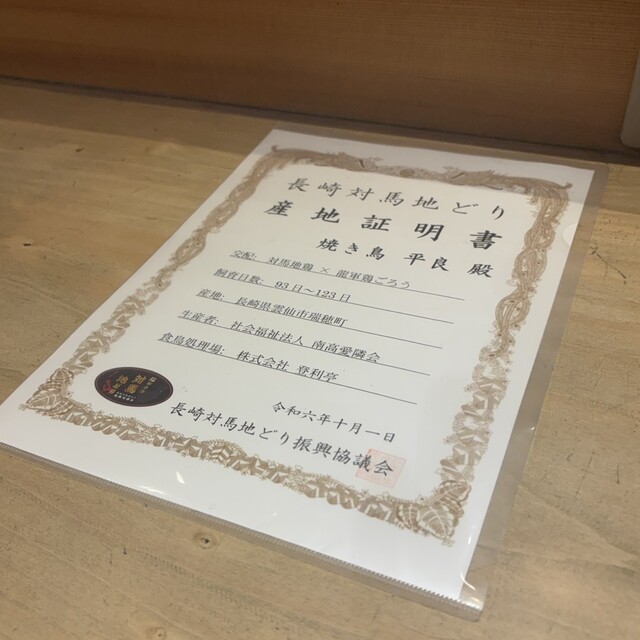 長崎対馬地どり
産地証明書
焼き鳥 平良 殿
交配: 対馬地鶏 × 龍軍鶏ごろう
飼育日数: 93日～123日
産地: 長崎県雲仙市瑞穂町
生産者: 社会福祉法人 南高愛隣会
食鳥処理場: 株式会社 登利亭
令和六年十月一日
長崎対馬地どり振興協議会